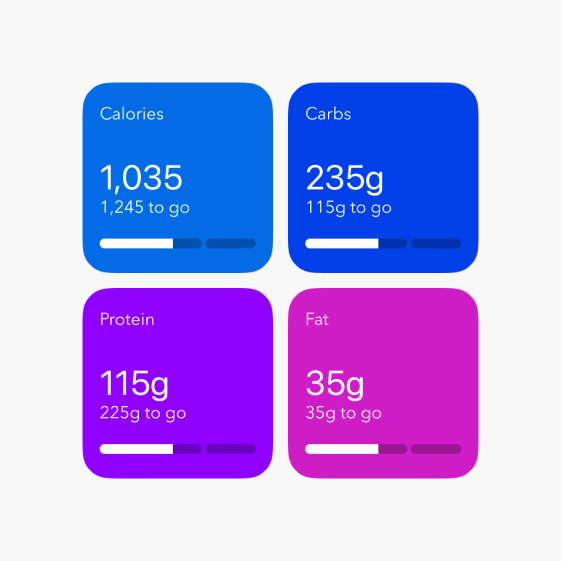 Calories
1,035
1,245 to go
Carbs
235g
115g to go
Protein
115g
225g to go
Fat
35g
35g to go